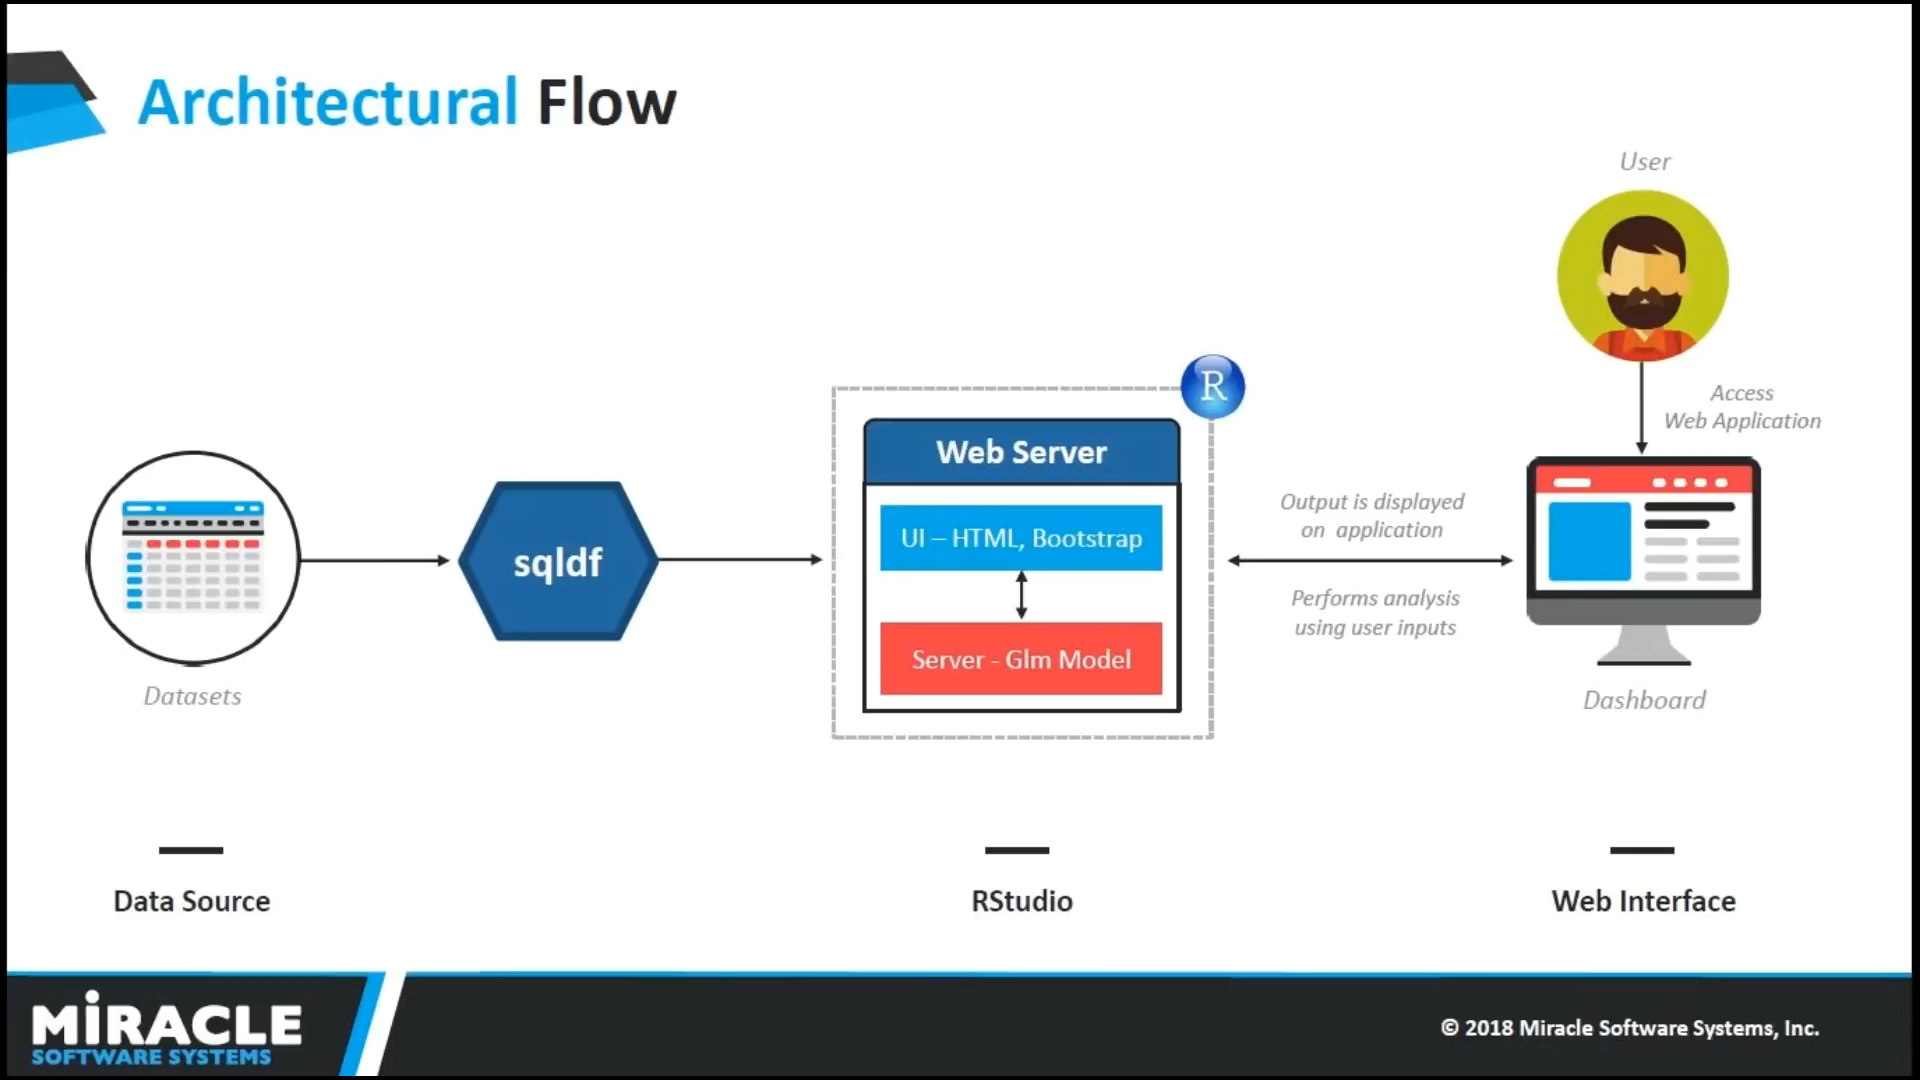 Architectural Flow
User
R
Access
Web Application
Web Server
UI – HTML, Bootstrap
Server - Glm Model
sqldf
Output is displayed
on application
Performs analysis
using user inputs
Datasets
Dashboard
Data Source
RStudio
Web Interface
MiRACLE
SOFTWARE SYSTEMS
© 2018 Miracle Software Systems, Inc.